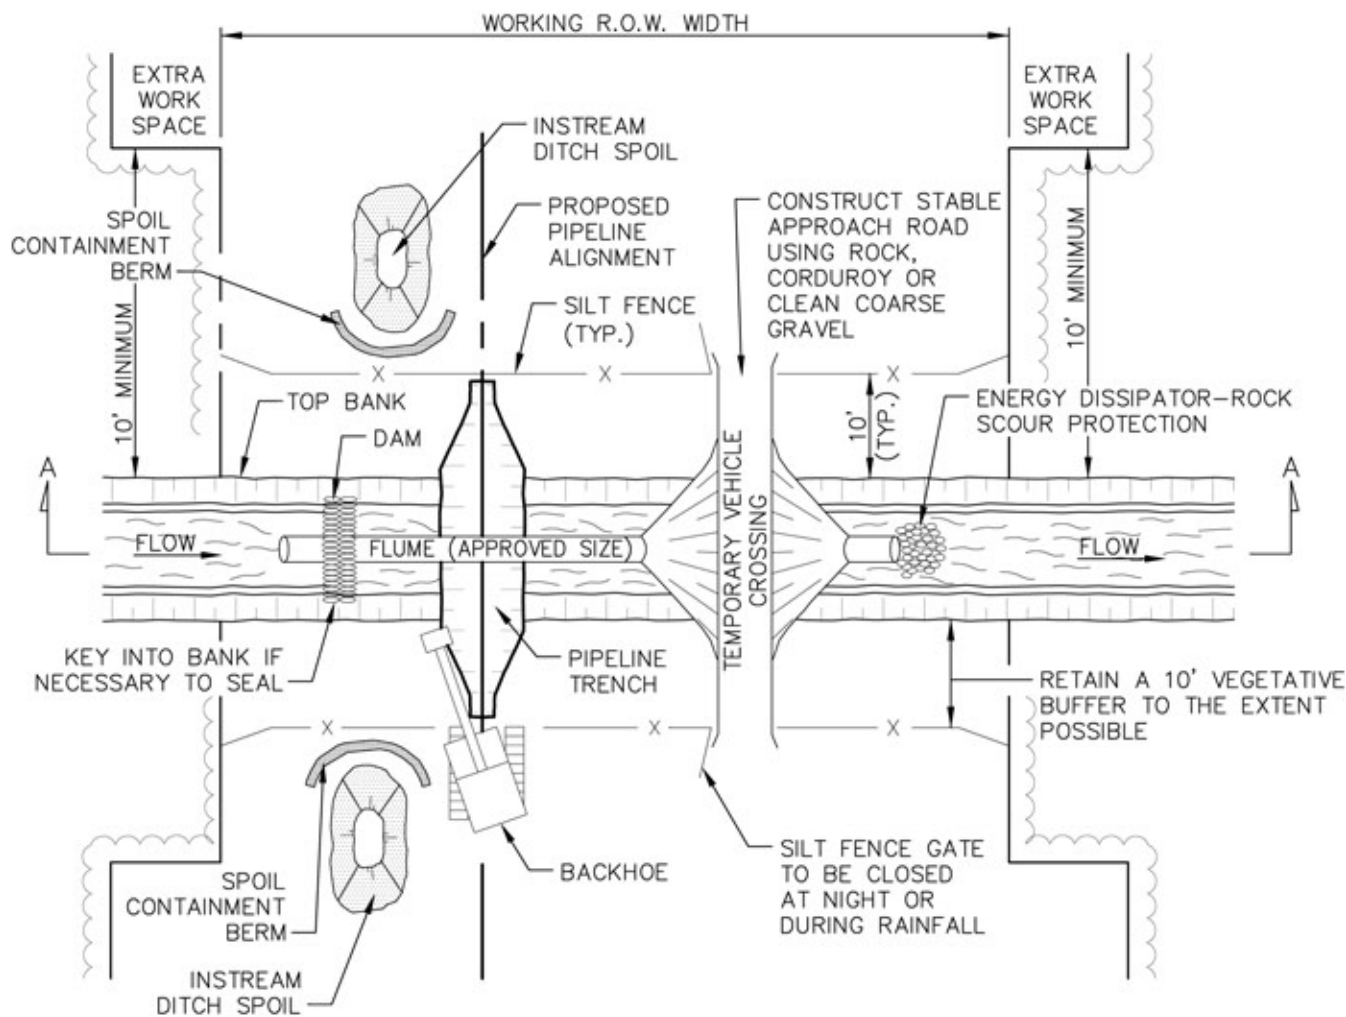 WORKING R.O.W. WIDTH
EXTRA
WORK
SPACE
EXTRA
WORK
SPACE
INSTREAM
DITCH SPOIL
SPOIL
CONTAINMENT
BERM
PROPOSED
PIPELINE
ALIGNMENT
CONSTRUCT STABLE
APPROACH ROAD
USING ROCK,
CORDUROY OR
CLEAN COARSE
GRAVEL
10' MINIMUM
10' MINIMUM
SILT FENCE
(TYP.)
X
X
X
TOP BANK
DAM
10'
(TYP.)
ENERGY DISSIPATOR-ROCK
SCOUR PROTECTION
A
A
FLOW
FLUME (APPROVED SIZE)
TEMPORARY VEHICLE
CROSSING
FLOW
KEY INTO BANK IF
NECESSARY TO SEAL
PIPELINE
TRENCH
RETAIN A 10' VEGETATIVE
BUFFER TO THE EXTENT
POSSIBLE
X
X
X
BACKHOE
SILT FENCE GATE
TO BE CLOSED
AT NIGHT OR
DURING RAINFALL
SPOIL
CONTAINMENT
BERM
INSTREAM
DITCH SPOIL